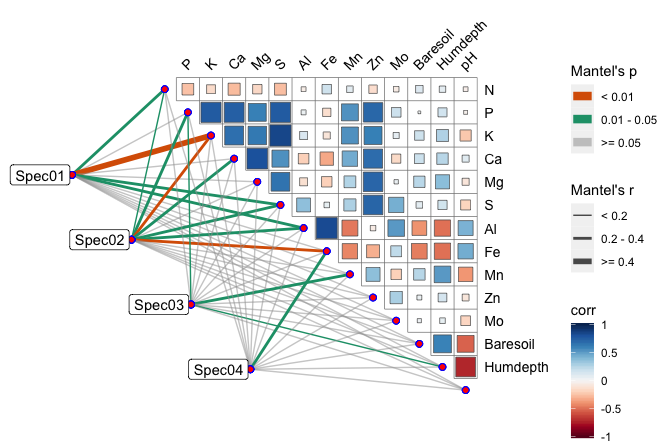 P K Ca Mg S Al Fe Mn Zn Mo Baresoil Humdepth pH
N
P
K
Ca
Mg
S
Al
Fe
Mn
Zn
Mo
Baresoil
Humdepth
Spec01
Spec02
Spec03
Spec04
Mantel's p
< 0.01
0.01 - 0.05
>= 0.05
Mantel's r
< 0.2
0.2 - 0.4
>= 0.4
corr
1
0.5
0
-0.5
-1